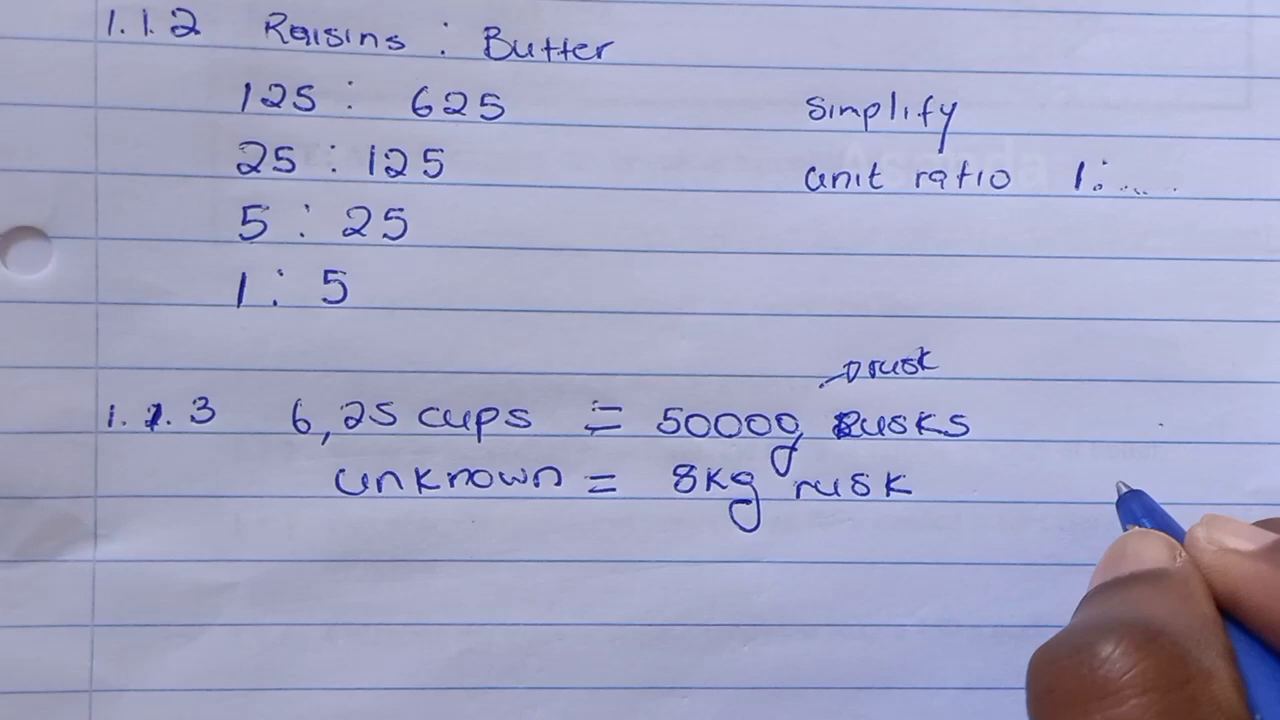 1.1.2 Raisins : Butter
125 : 625 simplify
25 : 125 unit ratio 1:.....
5 : 25
1 : 5
rusk
1.1.3 6,25 cups = 5000g Rusks
unknown = 8kg rusk